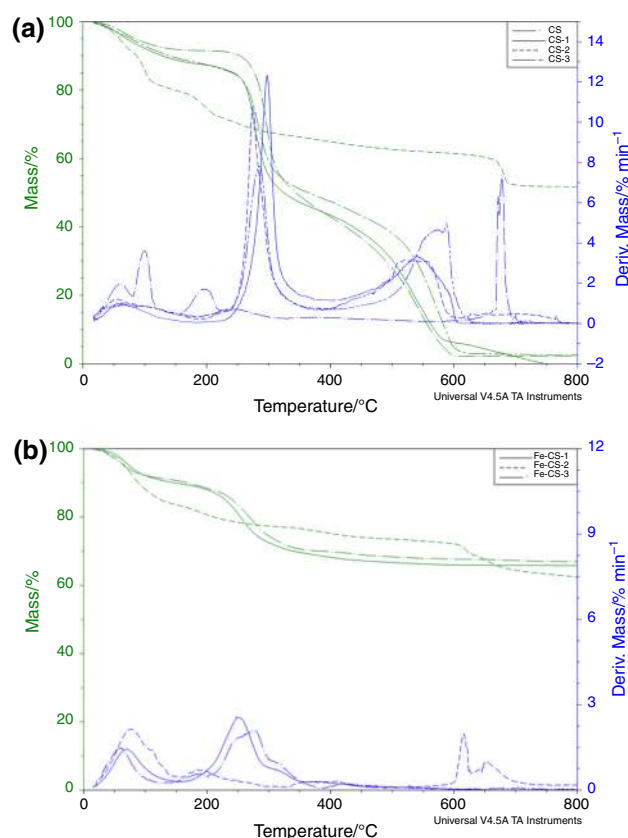 (a)
100
80
60
40
20
0
Mass/%
14
12
10
8
6
4
2
0
−2
Deriv. Mass/% min⁻¹
CS
CS-1
CS-2
CS-3
0
200
400
600
800
Temperature/°C
Universal V4.5A TA Instruments
(b)
100
80
60
40
20
0
Mass/%
12
9
6
3
0
Deriv. Mass/% min⁻¹
Fe-CS-1
Fe-CS-2
Fe-CS-3
0
200
400
600
800
Temperature/°C
Universal V4.5A TA Instruments